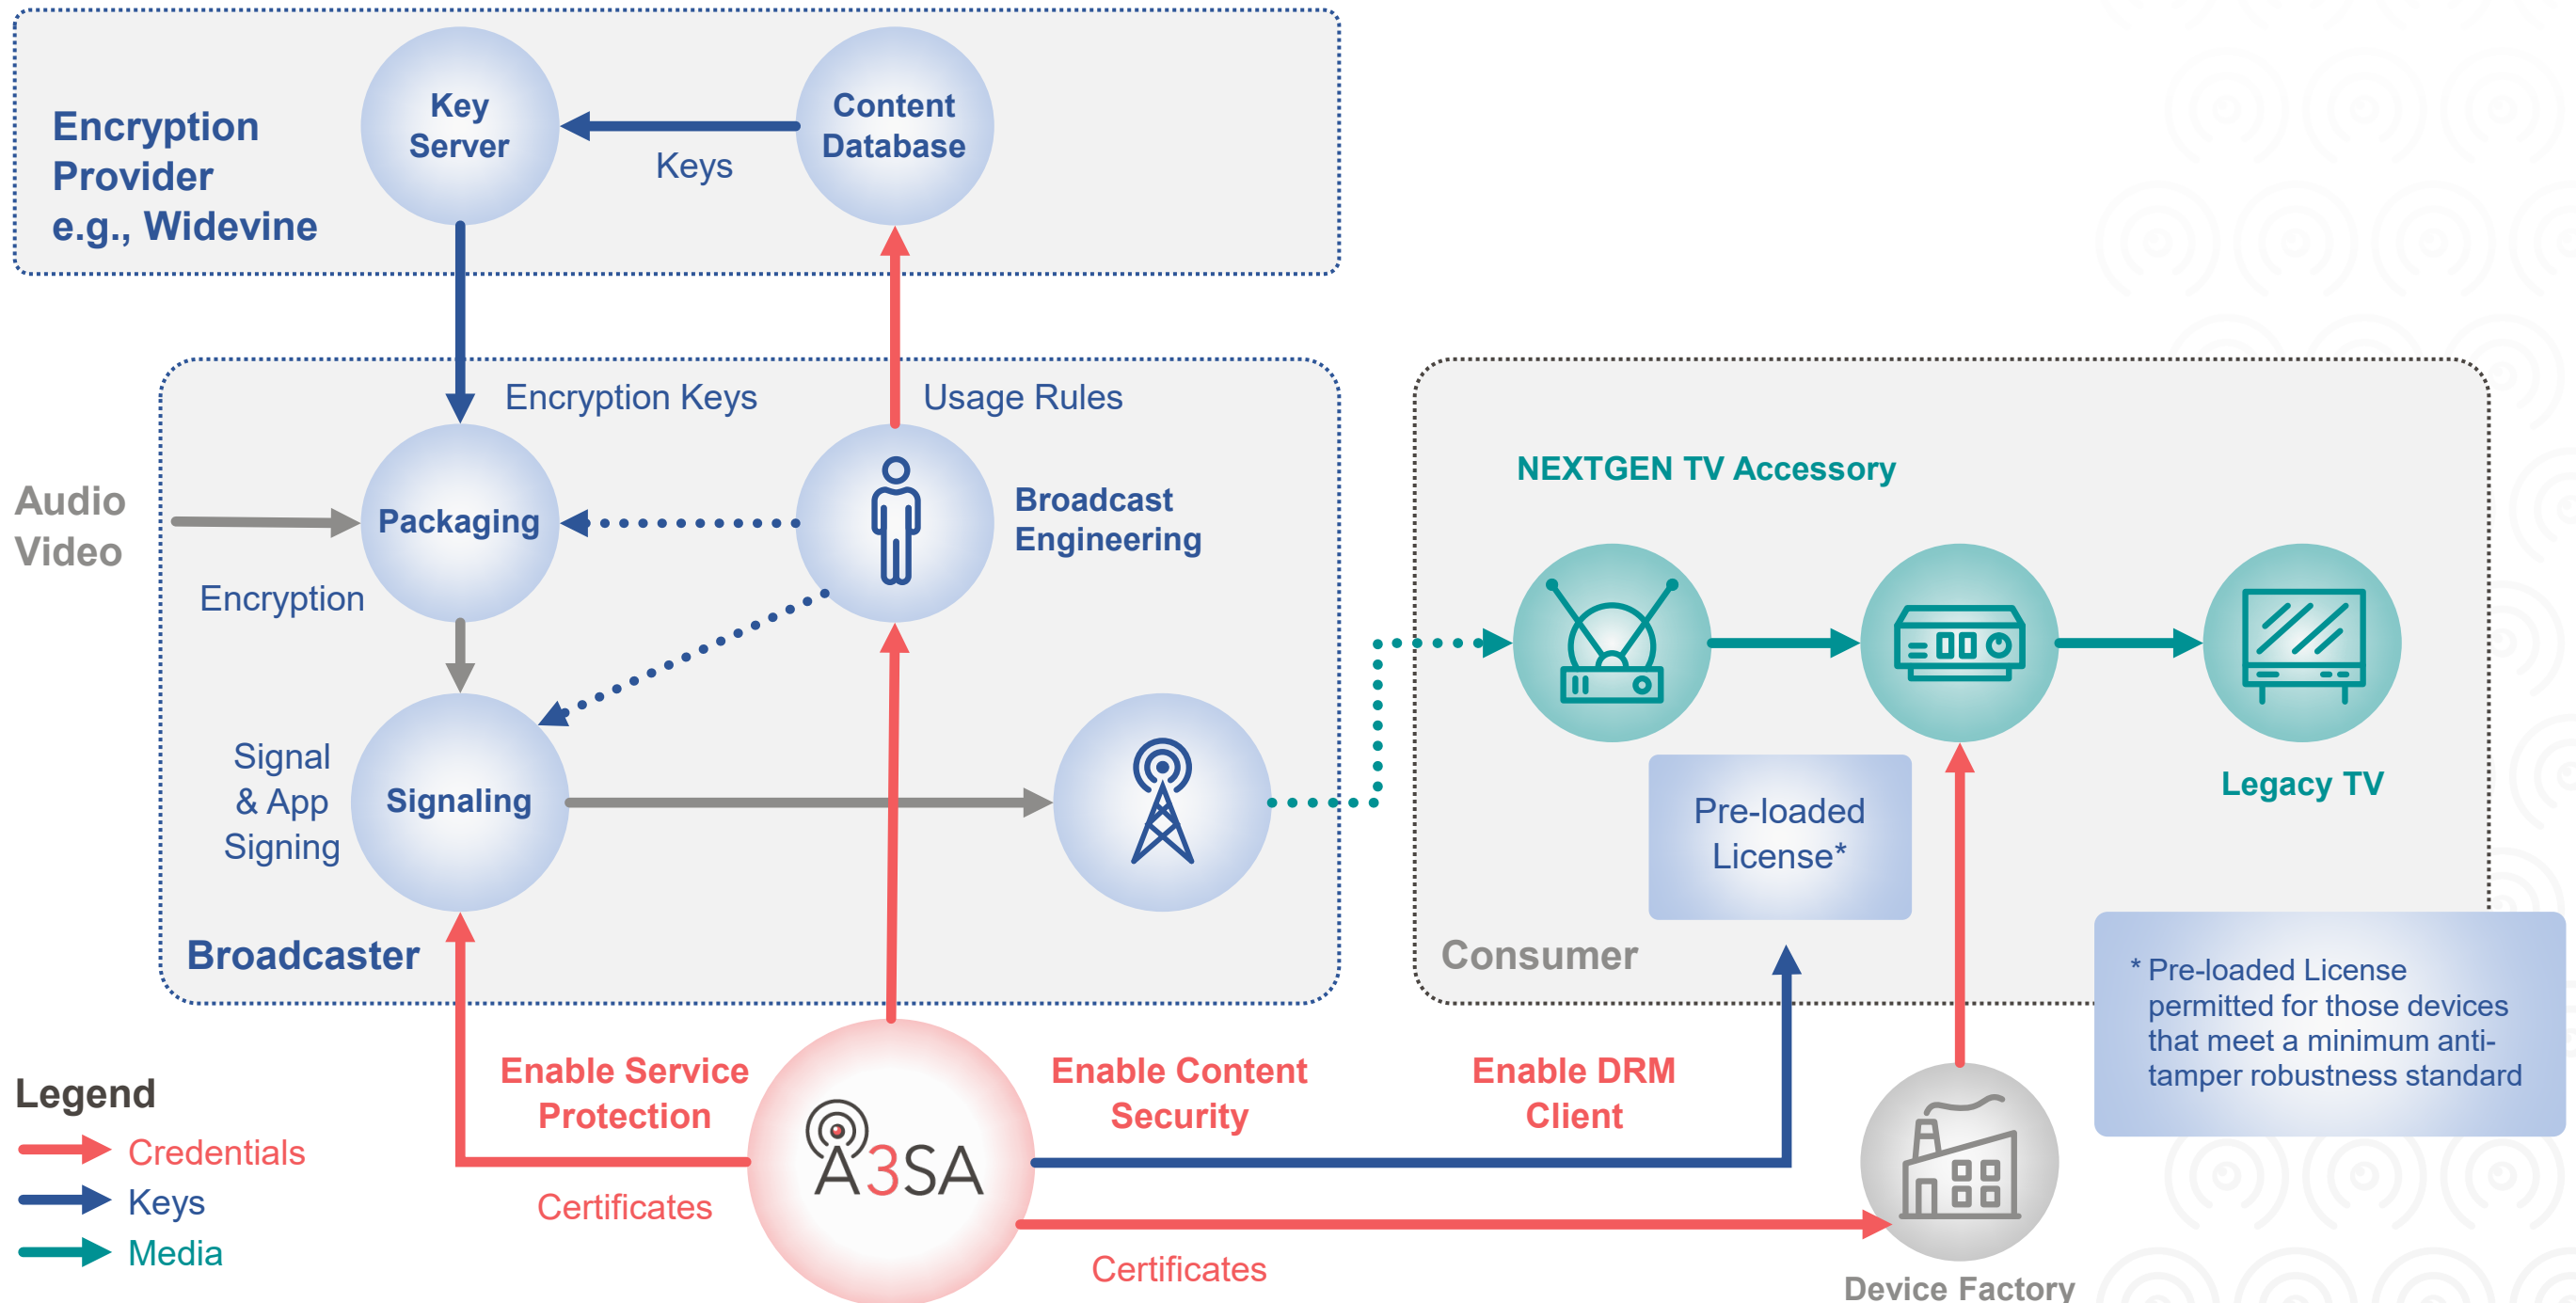 Encryption
Provider
e.g., Widevine
Key
Server
Keys
Content
Database
Encryption Keys
Usage Rules
Audio
Video
Packaging
Broadcast
Engineering
Encryption
Signal
& App
Signing
Signaling
Broadcaster
NEXTGEN TV Accessory
Legacy TV
Pre-loaded
License*
Consumer
* Pre-loaded License
permitted for those devices
that meet a minimum anti-
tamper robustness standard
Enable Service
Protection
Certificates
A3SA
Enable Content
Security
Enable DRM
Client
Certificates
Device Factory
Legend
Credentials
Keys
Media